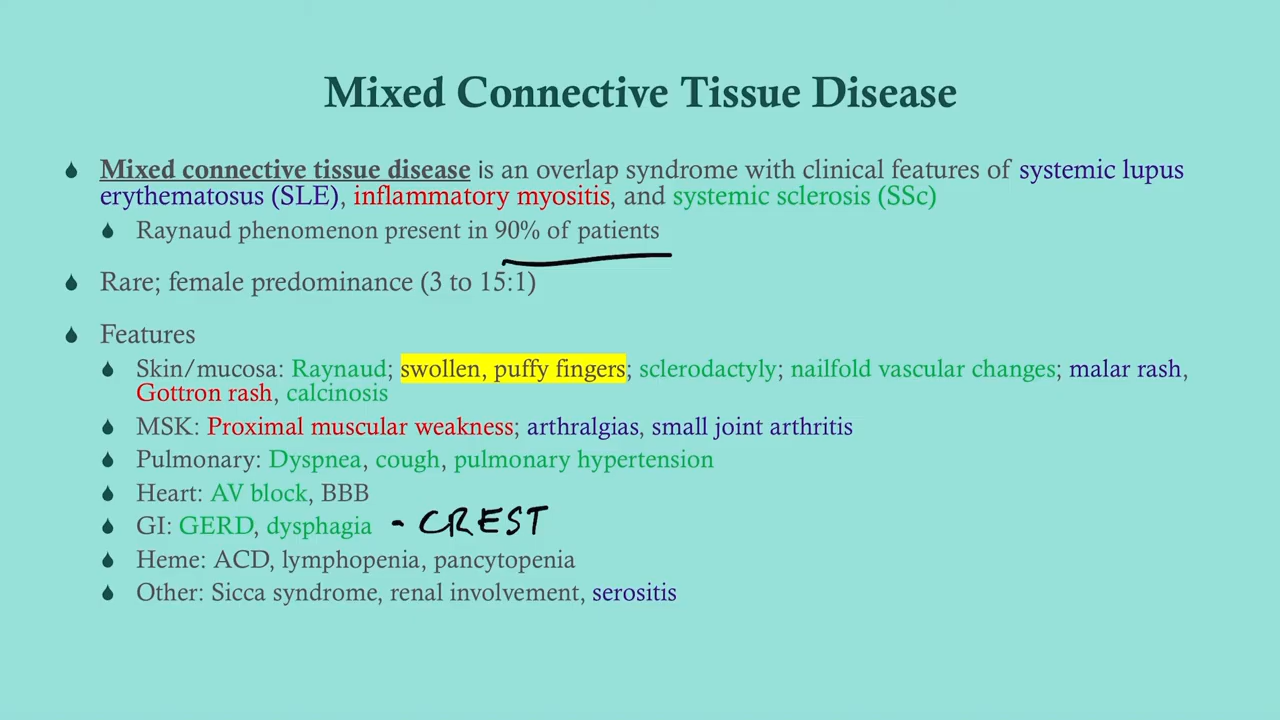 Mixed Connective Tissue Disease
Mixed connective tissue disease is an overlap syndrome with clinical features of systemic lupus
erythematosus (SLE), inflammatory myositis, and systemic sclerosis (SSc)
Raynaud phenomenon present in 90% of patients
Rare; female predominance (3 to 15:1)
Features
Skin/mucosa: Raynaud; swollen, puffy fingers; sclerodactyly; nailfold vascular changes; malar rash,
Gottron rash, calcinosis
MSK: Proximal muscular weakness; arthralgias, small joint arthritis
Pulmonary: Dyspnea, cough, pulmonary hypertension
Heart: AV block, BBB
GI: GERD, dysphagia - CREST
Heme: ACD, lymphopenia, pancytopenia
Other: Sicca syndrome, renal involvement, serositis